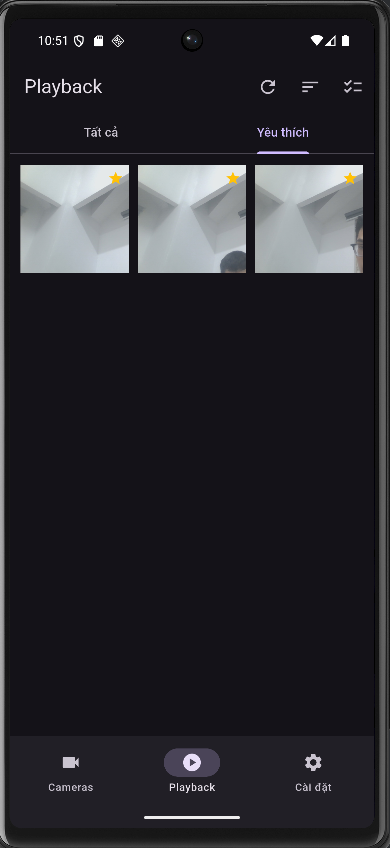 10:51
Playback
Tất cả
Yêu thích
Cameras
Playback
Cài đặt